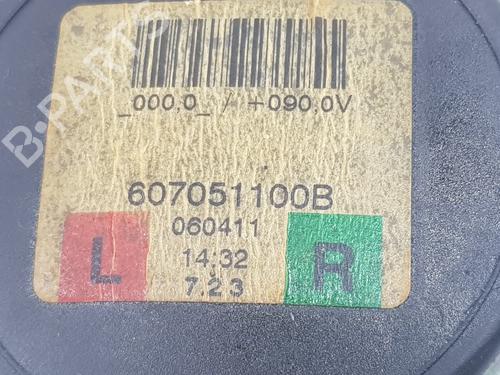 B-PARTS
_000,0_ / +090,0V
607051100B
060411
L 14:32 R
7.2 3